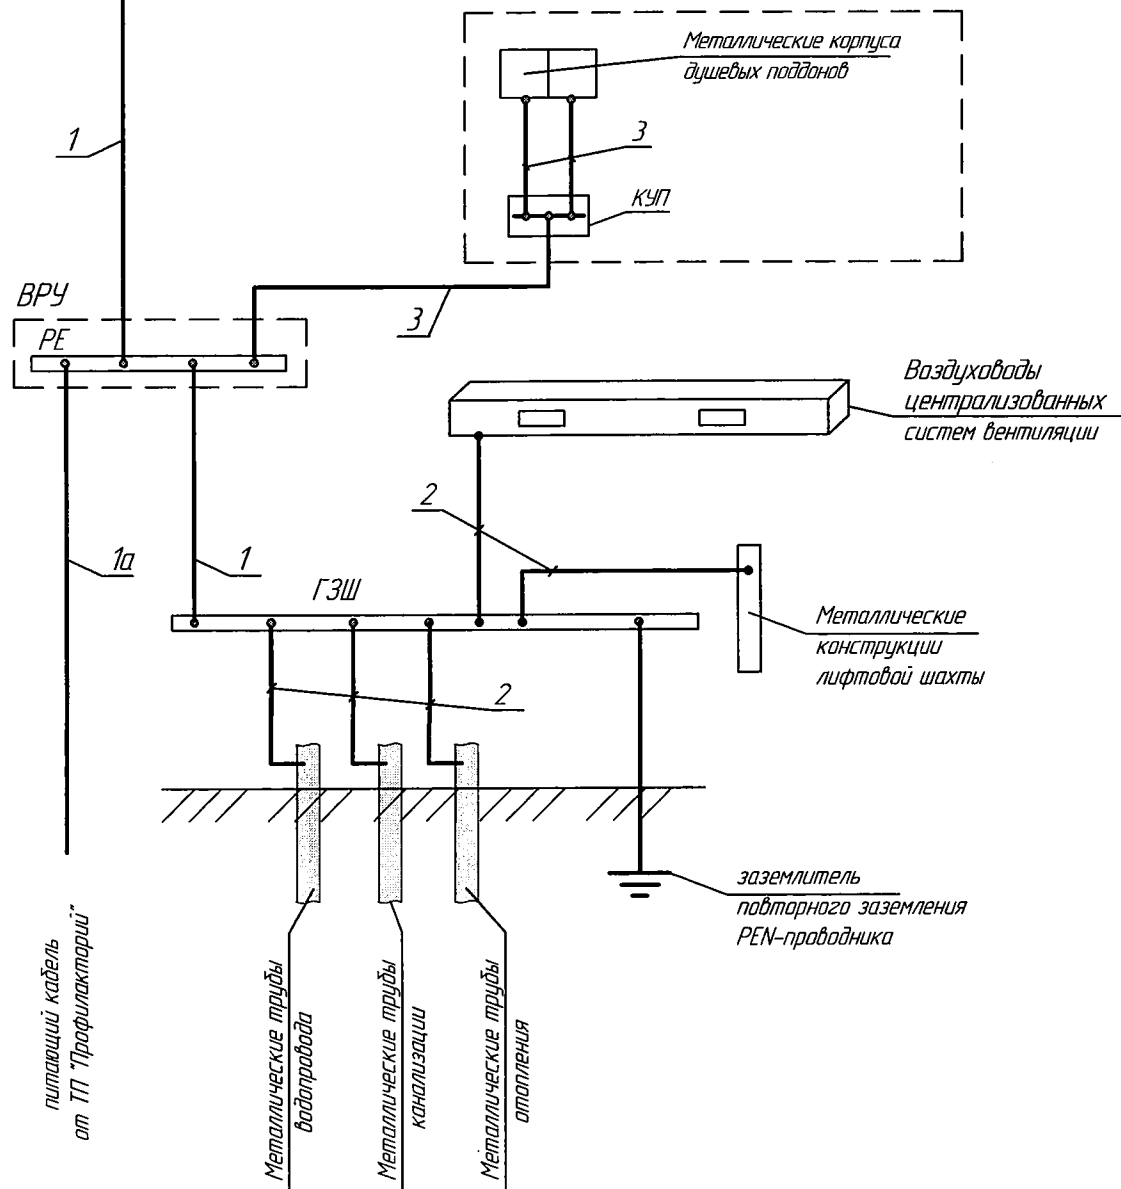 Металлические корпуса
душевых поддонов
1
3
КУП
ВРУ
3
РЕ
Воздуховоды
централизованных
систем вентиляции
2
1а
1
ГЗШ
Металлические
конструкции
лифтовой шахты
2
заземлитель
повторного заземления
PEN-проводника
питающий кабель
от ТП "Профилакторий"
Металлические трубы
водопровода
Металлические трубы
канализации
Металлические трубы
отопления